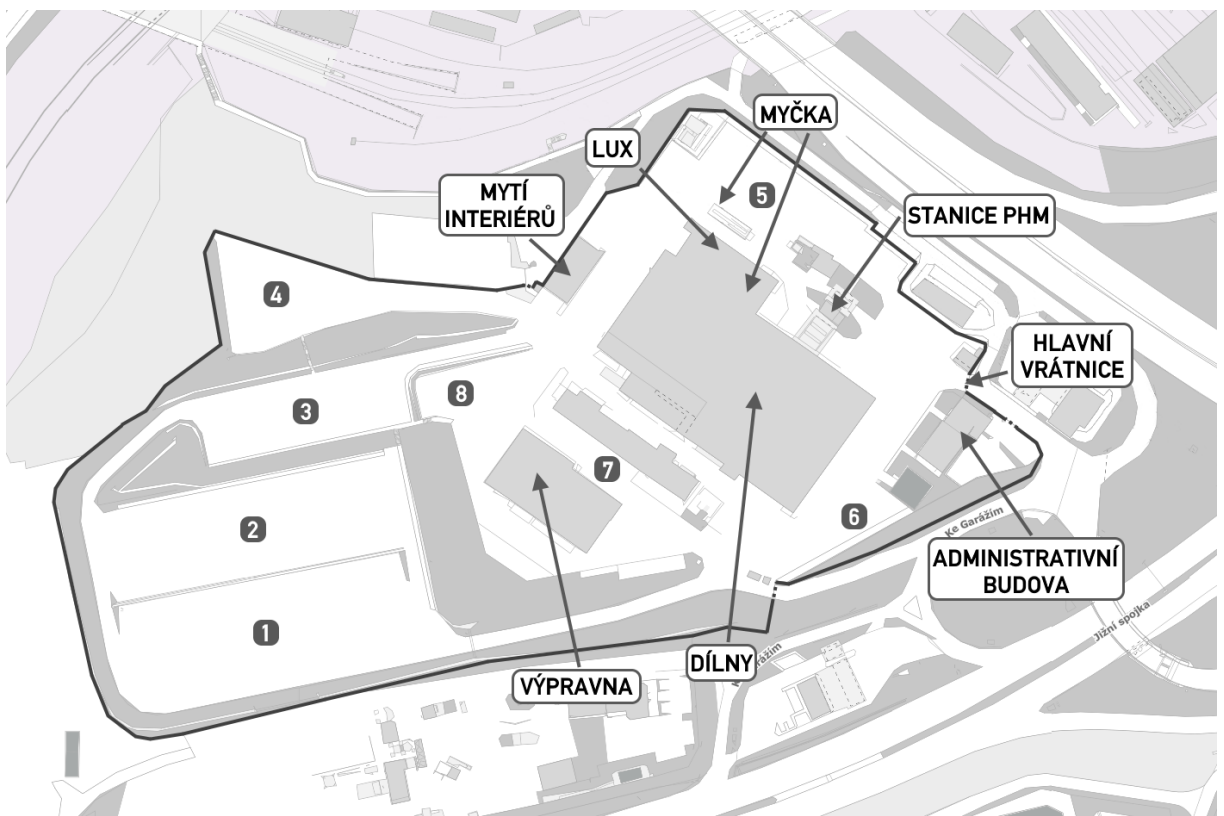 MYČKA
LUX
MYTÍ
INTERIÉRŮ
5
STANICE PHM
4
HLAVNÍ
VRÁTNICE
8
3
7
6
2
Ke Garážím
ADMINISTRATIVNÍ
BUDOVA
Jižní spojka
1
DÍLNY
VÝPRAVNA